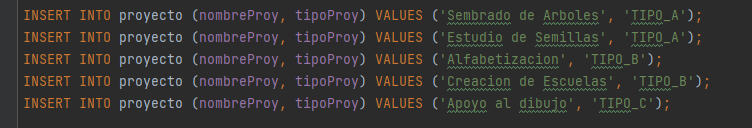 INSERT INTO proyecto (nombreProy, tipoProy) VALUES ('Sembrado de Arboles', 'TIPO_A');
INSERT INTO proyecto (nombreProy, tipoProy) VALUES ('Estudio de Semillas', 'TIPO_A');
INSERT INTO proyecto (nombreProy, tipoProy) VALUES ('Alfabetizacion', 'TIPO_B');
INSERT INTO proyecto (nombreProy, tipoProy) VALUES ('Creacion de Escuelas', 'TIPO_B');
INSERT INTO proyecto (nombreProy, tipoProy) VALUES ('Apoyo al dibujo', 'TIPO_C');